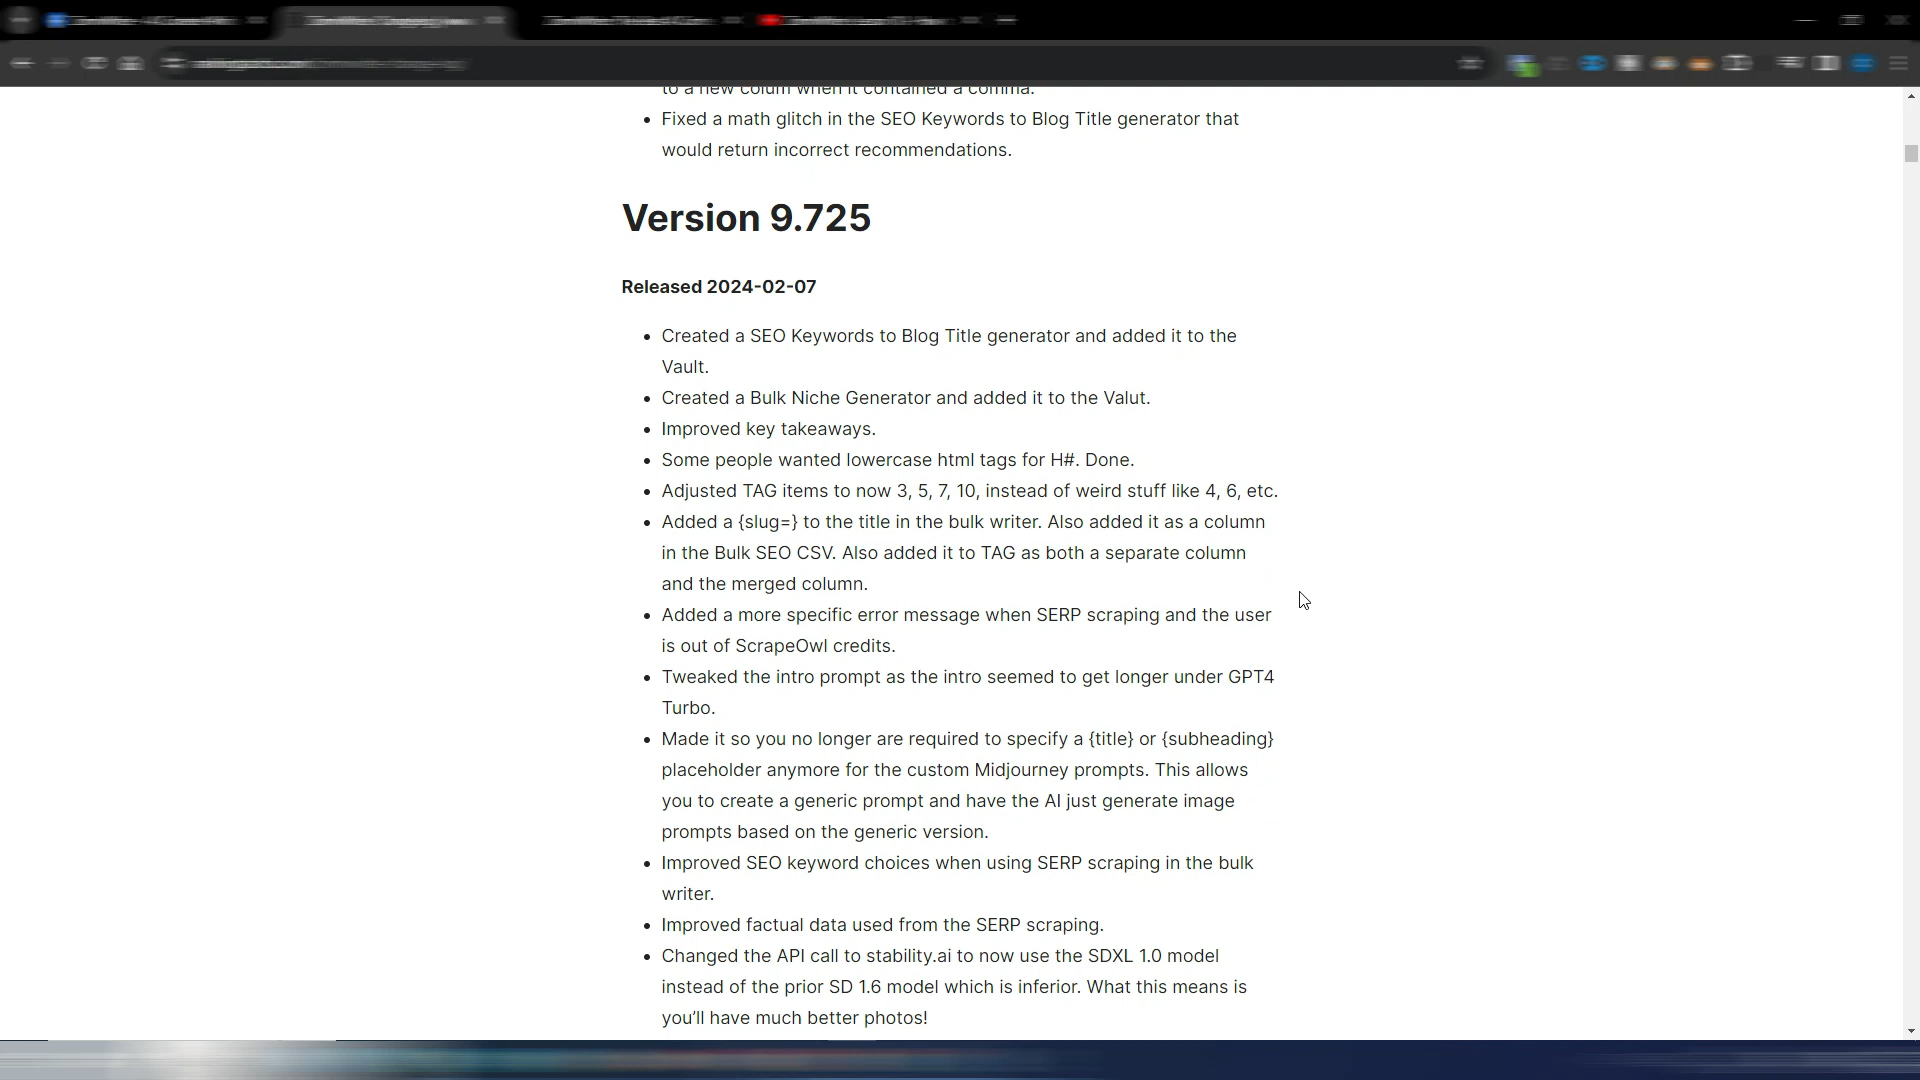 to a new colum when it contained a comma.
• Fixed a math glitch in the SEO Keywords to Blog Title generator that
would return incorrect recommendations.
Version 9.725
Released 2024-02-07
• Created a SEO Keywords to Blog Title generator and added it to the
Vault.
• Created a Bulk Niche Generator and added it to the Valut.
• Improved key takeaways.
• Some people wanted lowercase html tags for H#. Done.
• Adjusted TAG items to now 3, 5, 7, 10, instead of weird stuff like 4, 6, etc.
• Added a {slug=} to the title in the bulk writer. Also added it as a column
in the Bulk SEO CSV. Also added it to TAG as both a separate column
and the merged column.
• Added a more specific error message when SERP scraping and the user
is out of ScrapeOwl credits.
• Tweaked the intro prompt as the intro seemed to get longer under GPT4
Turbo.
• Made it so you no longer are required to specify a {title} or {subheading}
placeholder anymore for the custom Midjourney prompts. This allows
you to create a generic prompt and have the AI just generate image
prompts based on the generic version.
• Improved SEO keyword choices when using SERP scraping in the bulk
writer.
• Improved factual data used from the SERP scraping.
• Changed the API call to stability.ai to now use the SDXL 1.0 model
instead of the prior SD 1.6 model which is inferior. What this means is
you’ll have much better photos!